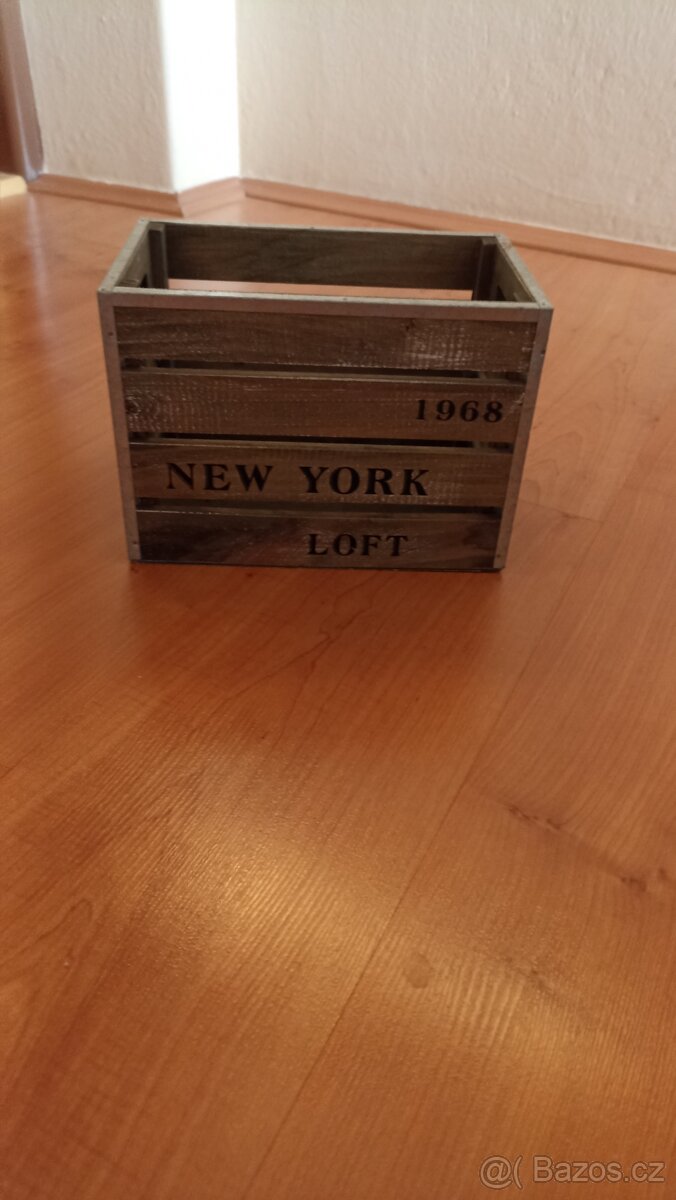 1968
NEW YORK
LOFT
@( Bazos.cz